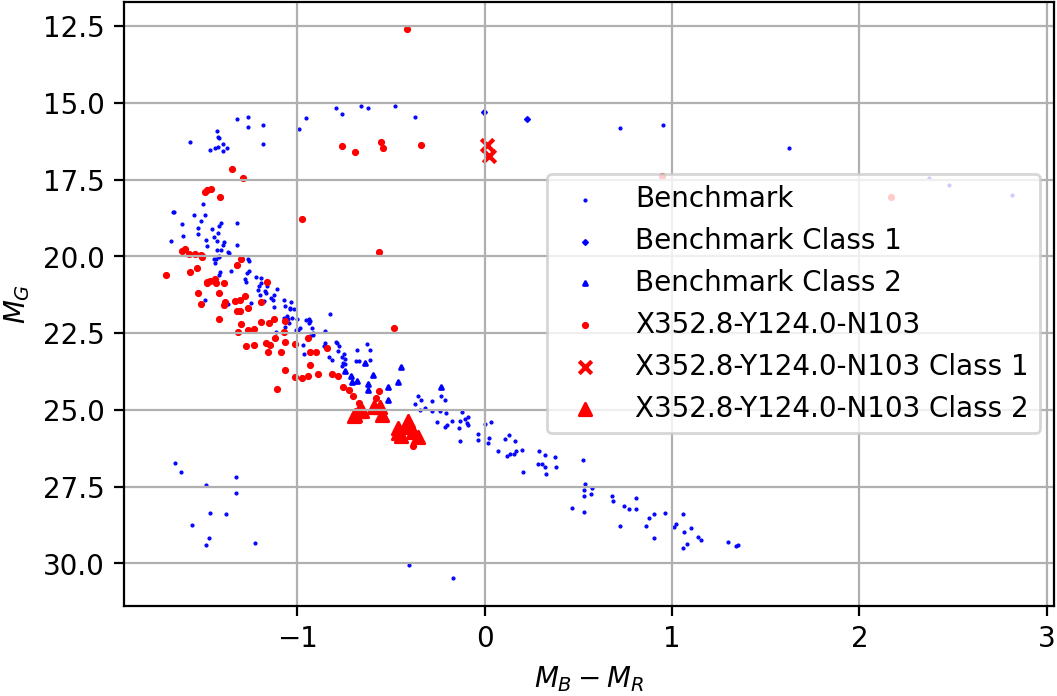 12.5
15.0
17.5
20.0
22.5
25.0
27.5
30.0
M_G
Benchmark
Benchmark Class 1
Benchmark Class 2
X352.8-Y124.0-N103
X352.8-Y124.0-N103 Class 1
X352.8-Y124.0-N103 Class 2
−1 0 1 2 3
M_B − M_R